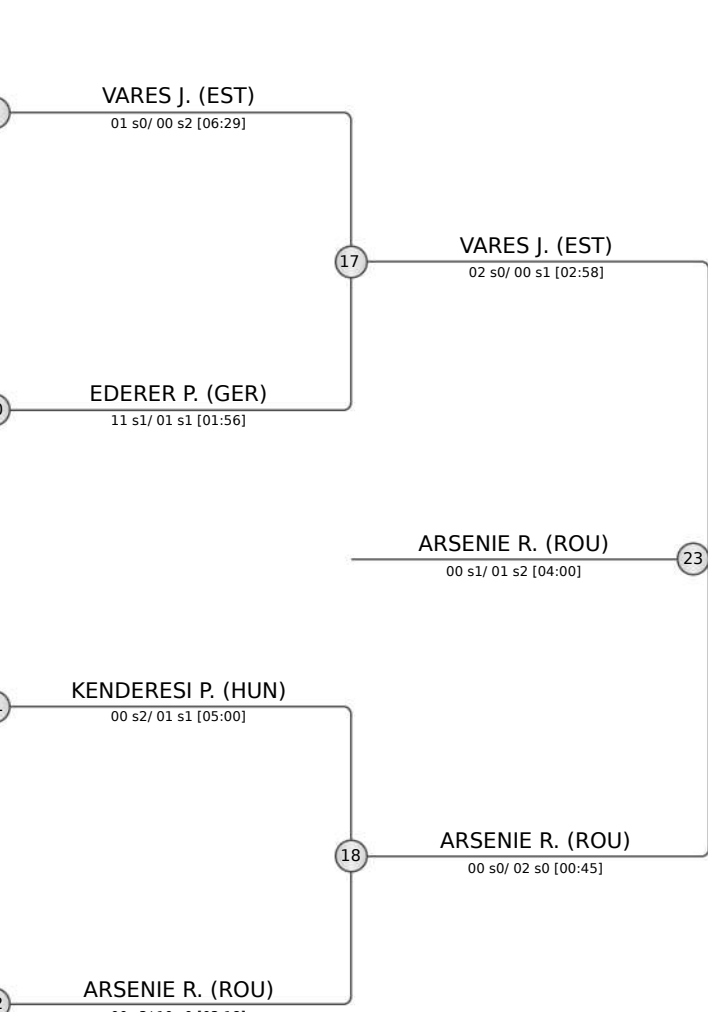 VARES J. (EST)
01 s0/ 00 s2 [06:29]
17
VARES J. (EST)
02 s0/ 00 s1 [02:58]
EDERER P. (GER)
11 s1/ 01 s1 [01:56]
ARSENIE R. (ROU)
23
00 s1/ 01 s2 [04:00]
KENDERESI P. (HUN)
00 s2/ 01 s1 [05:00]
18
ARSENIE R. (ROU)
00 s0/ 02 s0 [00:45]
ARSENIE R. (ROU)